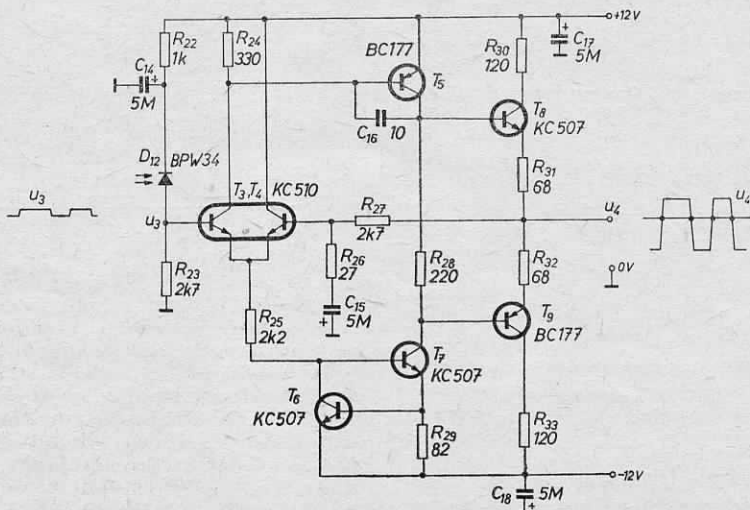 +12V
R22
1k
R24
330
C14
+
5M
BC177
T5
R30
120
+
C17
5M
C16
10
T8
KC507
D12
BPW34
R31
68
T3,T4
KC510
u3
u3
R27
2k7
u4
u4
R23
2k7
R26
27
R28
220
R32
68
0V
C15
+
5M
R25
2k2
T9
BC177
T7
KC507
T6
KC507
R29
82
R33
120
-12V
C18
5M
+